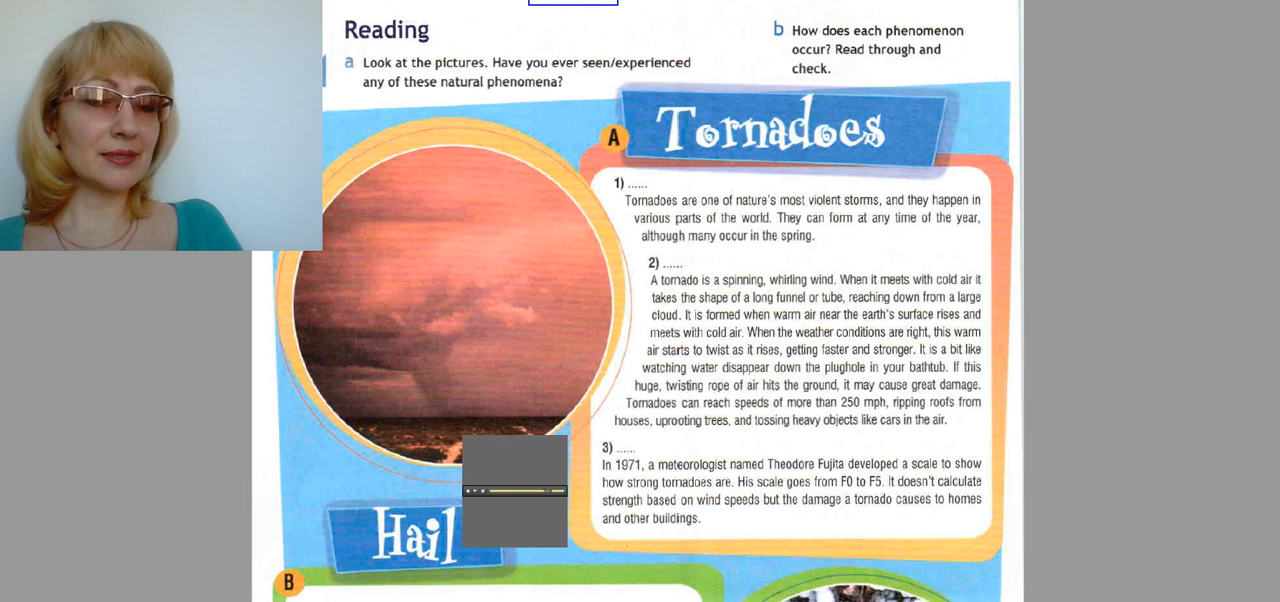 Reading
a Look at the pictures. Have you ever seen/experienced
any of these natural phenomena?
b How does each phenomenon
occur? Read through and
check.
A
Tornadoes
1) ......
Tornadoes are one of nature's most violent storms, and they happen in
various parts of the world. They can form at any time of the year,
although many occur in the spring.
2) ......
A tornado is a spinning, whirling wind. When it meets with cold air it
takes the shape of a long funnel or tube, reaching down from a large
cloud. It is formed when warm air near the earth's surface rises and
meets with cold air. When the weather conditions are right, this warm
air starts to twist as it rises, getting faster and stronger. It is a bit like
watching water disappear down the plughole in your bathtub. If this
huge, twisting rope of air hits the ground, it may cause great damage.
Tornadoes can reach speeds of more than 250 mph, ripping roofs from
houses, uprooting trees, and tossing heavy objects like cars in the air.
3) ......
In 1971, a meteorologist named Theodore Fujita developed a scale to show
how strong tornadoes are. His scale goes from F0 to F5. It doesn't calculate
strength based on wind speeds but the damage a tornado causes to homes
and other buildings.
Hail
B